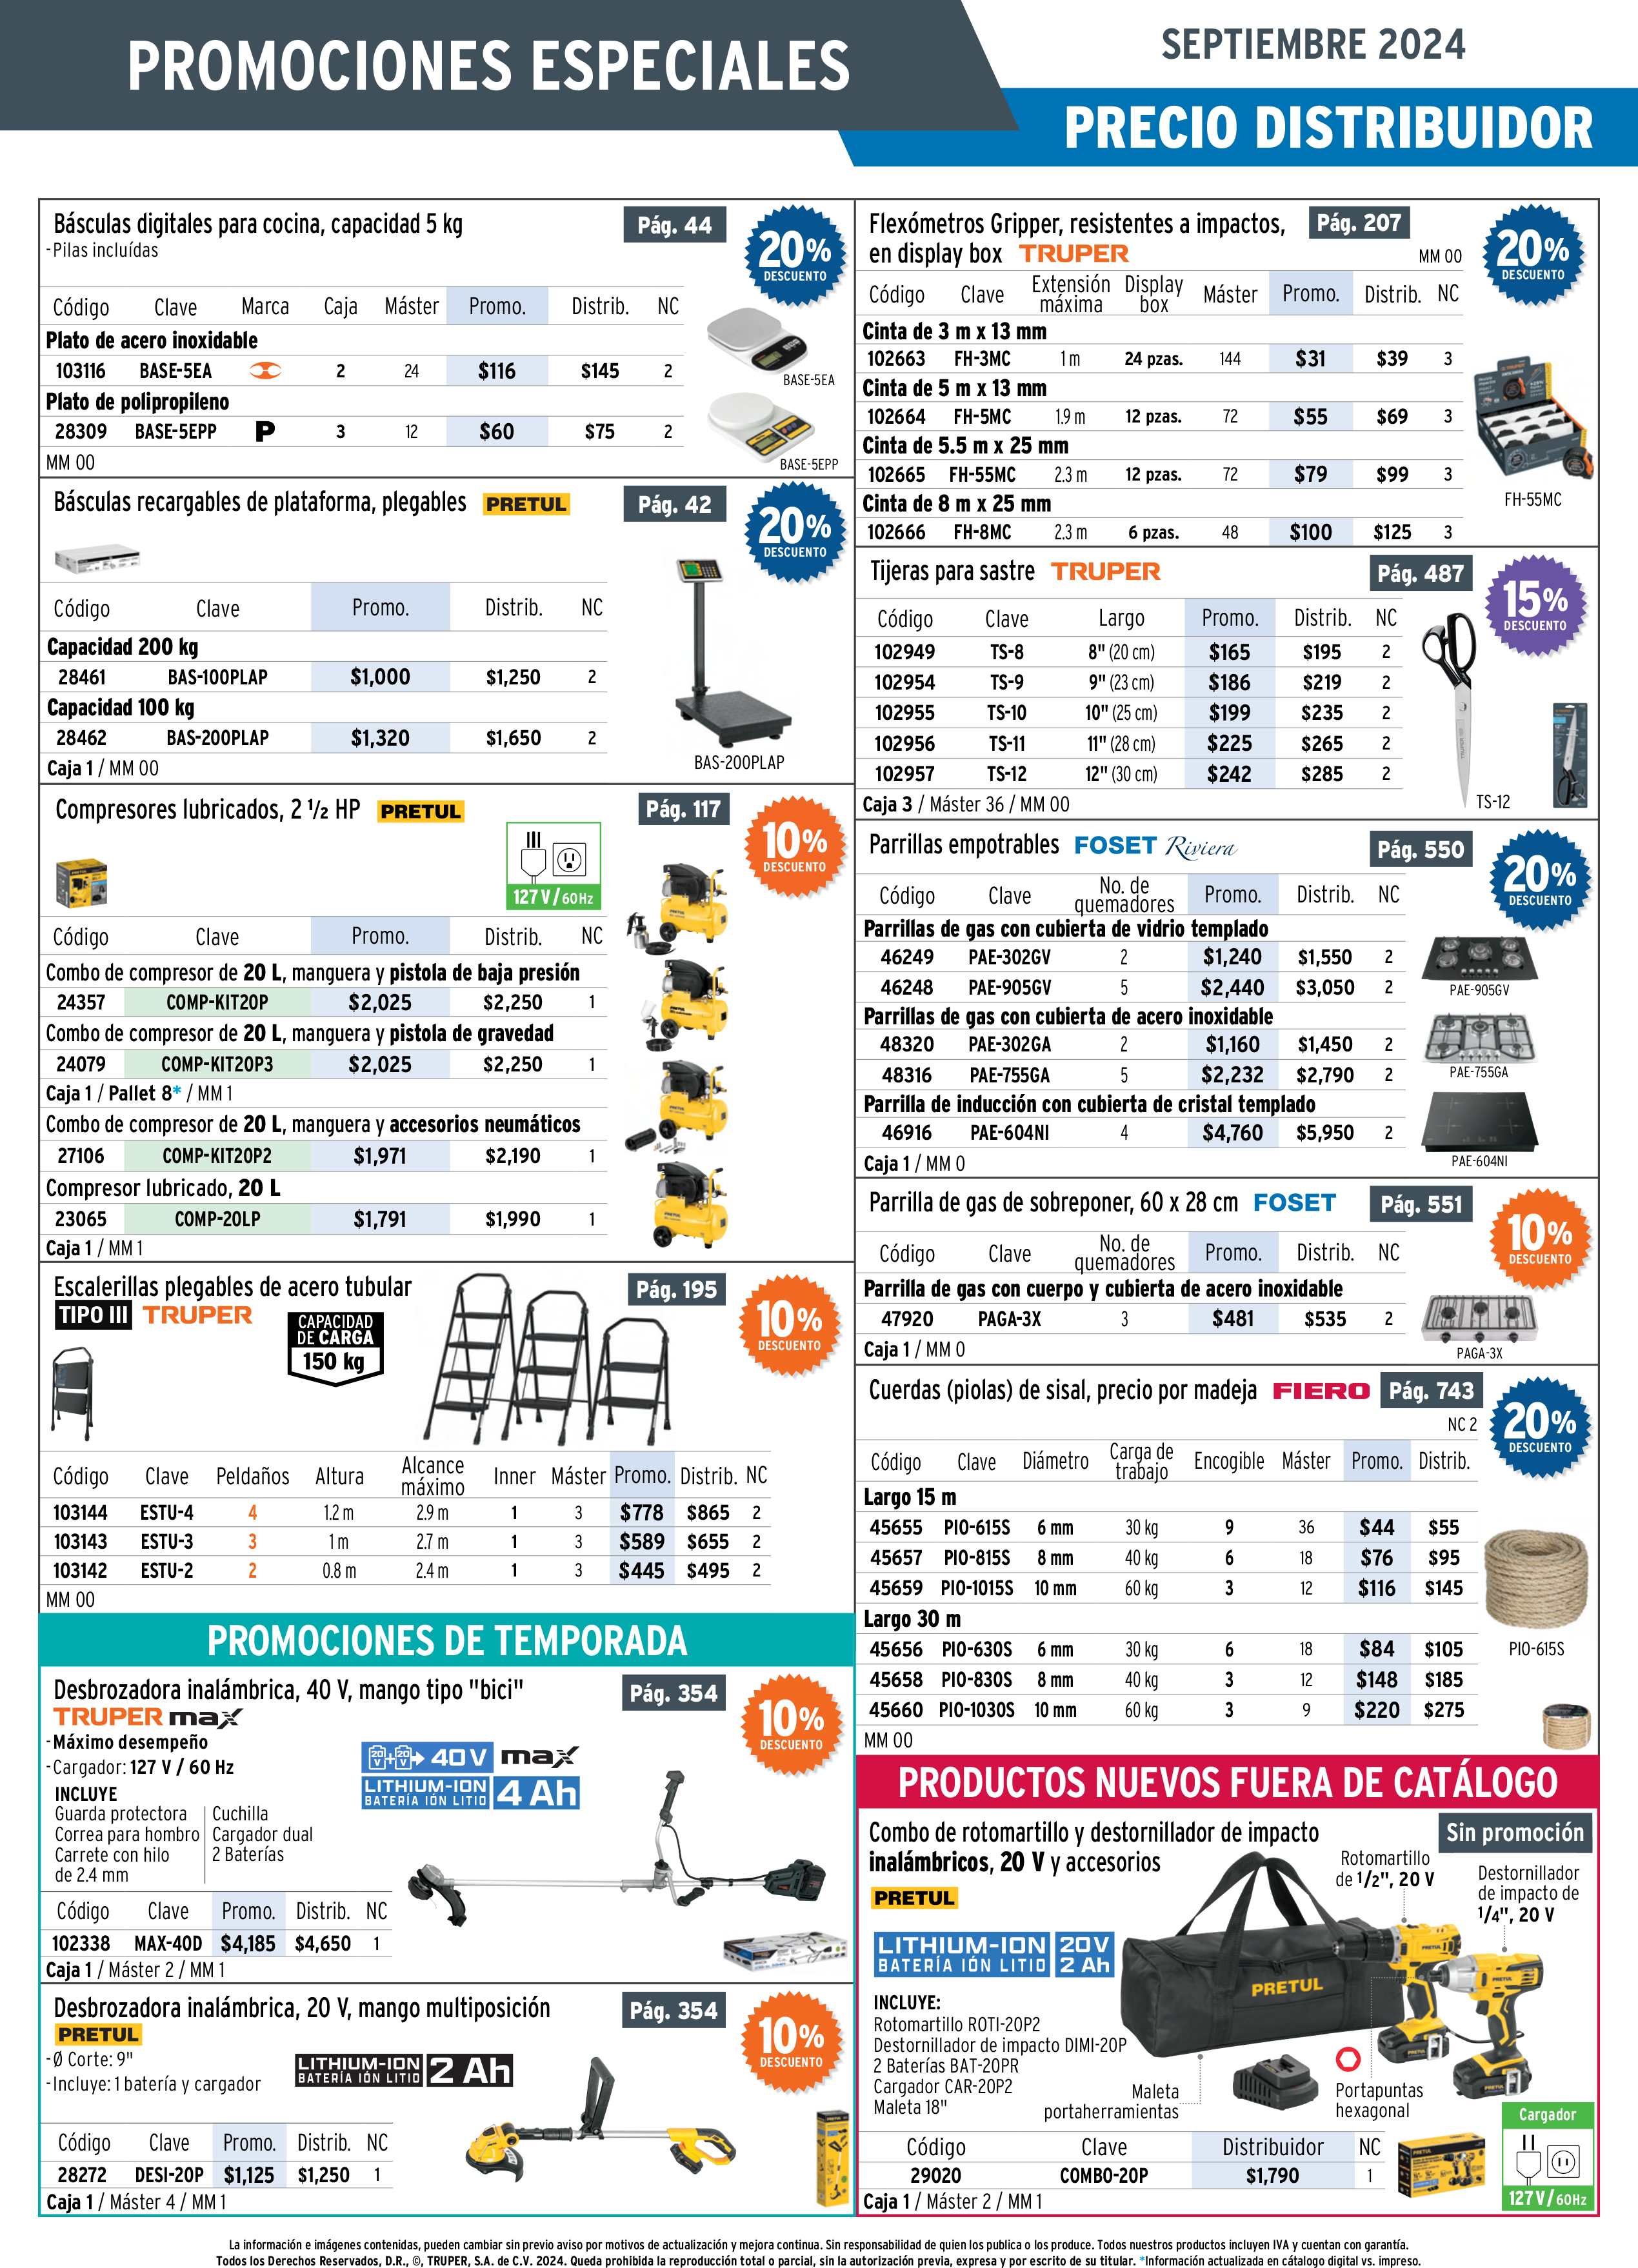 PROMOCIONES ESPECIALES
SEPTIEMBRE 2024
PRECIO DISTRIBUIDOR
Básculas digitales para cocina, capacidad 5 kg
Pág. 44
20% DESCUENTO
- Pilas incluídas
Código Clave Marca Caja Máster Promo. Distrib. NC
Plato de acero inoxidable
103116 BASE-5EA 2 24 $116 $145 2
BASE-5EA
Plato de polipropileno
28309 BASE-5EPP P 3 12 $60 $75 2
MM 00
BASE-5EPP
Básculas recargables de plataforma, plegables PRETUL
Pág. 42
20% DESCUENTO
Código Clave Promo. Distrib. NC
Capacidad 200 kg
28461 BAS-100PLAP $1,000 $1,250 2
Capacidad 100 kg
28462 BAS-200PLAP $1,320 $1,650 2
Caja 1 / MM 00
BAS-200PLAP
Compresores lubricados, 2 1/2 HP PRETUL
Pág. 117
10% DESCUENTO
127 V / 60 Hz
Código Clave Promo. Distrib. NC
Combo de compresor de 20 L, manguera y pistola de baja presión
24357 COMP-KIT20P $2,025 $2,250 1
Combo de compresor de 20 L, manguera y pistola de gravedad
24079 COMP-KIT20P3 $2,025 $2,250 1
Caja 1 / Pallet 8* / MM 1
Combo de compresor de 20 L, manguera y accesorios neumáticos
27106 COMP-KIT20P2 $1,971 $2,190 1
Compresor lubricado, 20 L
23065 COMP-20LP $1,791 $1,990 1
Caja 1 / MM 1
Escalerillas plegables de acero tubular
TIPO III TRUPER
CAPACIDAD DE CARGA 150 kg
Pág. 195
10% DESCUENTO
Código Clave Peldaños Altura Alcance máximo Inner Máster Promo. Distrib. NC
103144 ESTU-4 4 1.2 m 2.9 m 1 3 $778 $865 2
103143 ESTU-3 3 1 m 2.7 m 1 3 $589 $655 2
103142 ESTU-2 2 0.8 m 2.4 m 1 3 $445 $495 2
MM 00
PROMOCIONES DE TEMPORADA
Desbrozadora inalámbrica, 40 V, mango tipo "bici"
TRUPER max
Pág. 354
10% DESCUENTO
- Máximo desempeño
- Cargador: 127 V / 60 Hz
20 V + 20 V 40 V max
LITHIUM-ION BATERÍA IÓN LITIO 4 Ah
INCLUYE
Guarda protectora
Correa para hombro
Carrete con hilo
de 2.4 mm
Cuchilla
Cargador dual
2 Baterías
Código Clave Promo. Distrib. NC
102338 MAX-40D $4,185 $4,650 1
Caja 1 / Máster 2 / MM 1
Desbrozadora inalámbrica, 20 V, mango multiposición
PRETUL
Pág. 354
10% DESCUENTO
- Ø Corte: 9"
- Incluye: 1 batería y cargador
LITHIUM-ION BATERÍA IÓN LITIO 2 Ah
Código Clave Promo. Distrib. NC
28272 DESI-20P $1,125 $1,250 1
Caja 1 / Máster 4 / MM 1
Flexómetros Gripper, resistentes a impactos,
en display box TRUPER
Pág. 207
MM 00
20% DESCUENTO
Código Clave Extensión máxima Display box Máster Promo. Distrib. NC
Cinta de 3 m x 13 mm
102663 FH-3MC 1 m 24 pzas. 144 $31 $39 3
Cinta de 5 m x 13 mm
102664 FH-5MC 1.9 m 12 pzas. 72 $55 $69 3
Cinta de 5.5 m x 25 mm
102665 FH-55MC 2.3 m 12 pzas. 72 $79 $99 3
Cinta de 8 m x 25 mm
102666 FH-8MC 2.3 m 6 pzas. 48 $100 $125 3
FH-55MC
Tijeras para sastre TRUPER
Pág. 487
15% DESCUENTO
Código Clave Largo Promo. Distrib. NC
102949 TS-8 8" (20 cm) $165 $195 2
102954 TS-9 9" (23 cm) $186 $219 2
102955 TS-10 10" (25 cm) $199 $235 2
102956 TS-11 11" (28 cm) $225 $265 2
102957 TS-12 12" (30 cm) $242 $285 2
Caja 3 / Máster 36 / MM 00
TS-12
Parrillas empotrables FOSET Riviera
Pág. 550
20% DESCUENTO
Código Clave No. de quemadores Promo. Distrib. NC
Parrillas de gas con cubierta de vidrio templado
46249 PAE-302GV 2 $1,240 $1,550 2
46248 PAE-905GV 5 $2,440 $3,050 2
PAE-905GV
Parrillas de gas con cubierta de acero inoxidable
48320 PAE-302GA 2 $1,160 $1,450 2
48316 PAE-755GA 5 $2,232 $2,790 2
PAE-755GA
Parrilla de inducción con cubierta de cristal templado
46916 PAE-604NI 4 $4,760 $5,950 2
Caja 1 / MM 0
PAE-604NI
Parrilla de gas de sobreponer, 60 x 28 cm FOSET
Pág. 551
10% DESCUENTO
Código Clave No. de quemadores Promo. Distrib. NC
Parrilla de gas con cuerpo y cubierta de acero inoxidable
47920 PAGA-3X 3 $481 $535 2
Caja 1 / MM 0
PAGA-3X
Cuerdas (piolas) de sisal, precio por madeja FIERO
Pág. 743
NC 2
20% DESCUENTO
Código Clave Diámetro Carga de trabajo Encogible Máster Promo. Distrib.
Largo 15 m
45655 PIO-615S 6 mm 30 kg 9 36 $44 $55
45657 PIO-815S 8 mm 40 kg 6 18 $76 $95
45659 PIO-1015S 10 mm 60 kg 3 12 $116 $145
Largo 30 m
45656 PIO-630S 6 mm 30 kg 6 18 $84 $105
45658 PIO-830S 8 mm 40 kg 3 12 $148 $185
45660 PIO-1030S 10 mm 60 kg 3 9 $220 $275
MM 00
PIO-615S
PRODUCTOS NUEVOS FUERA DE CATÁLOGO
Combo de rotomartillo y destornillador de impacto
inalámbricos, 20 V y accesorios
PRETUL
Sin promoción
Rotomartillo
de 1/2", 20 V
Destornillador
de impacto de
1/4", 20 V
LITHIUM-ION BATERÍA IÓN LITIO 20 V 2 Ah
PRETUL
INCLUYE:
Rotomartillo ROTI-20P2
Destornillador de impacto DIMI-20P
2 Baterías BAT-20PR
Cargador CAR-20P2
Maleta 18"
Maleta
portaherramientas
Portapuntas
hexagonal
Cargador
127 V / 60 Hz
Código Clave Distribuidor NC
29020 COMBO-20P $1,790 1
Caja 1 / Máster 2 / MM 1
La información e imágenes contenidas, pueden cambiar sin previo aviso por motivos de actualización y mejora continua. Sin responsabilidad de quien los publica o los produce. Todos nuestros productos incluyen IVA y cuentan con garantía.
Todos los Derechos Reservados, D.R., ©, TRUPER, S.A. de C.V. 2024. Queda prohibida la reproducción total o parcial, sin la autorización previa, expresa y por escrito de su titular. *Información actualizada en cátalogo digital vs. impreso.